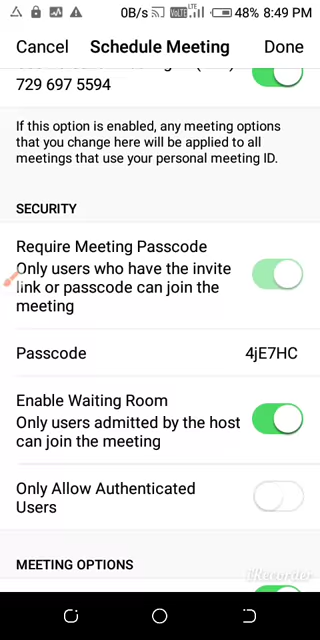 0B/s VoLTE LTE 48% 8:49 PM
Cancel Schedule Meeting Done
729 697 5594
If this option is enabled, any meeting options
that you change here will be applied to all
meetings that use your personal meeting ID.
SECURITY
Require Meeting Passcode
Only users who have the invite
link or passcode can join the
meeting
Passcode 4jE7HC
Enable Waiting Room
Only users admitted by the host
can join the meeting
Only Allow Authenticated
Users
MEETING OPTIONS
iRecorder